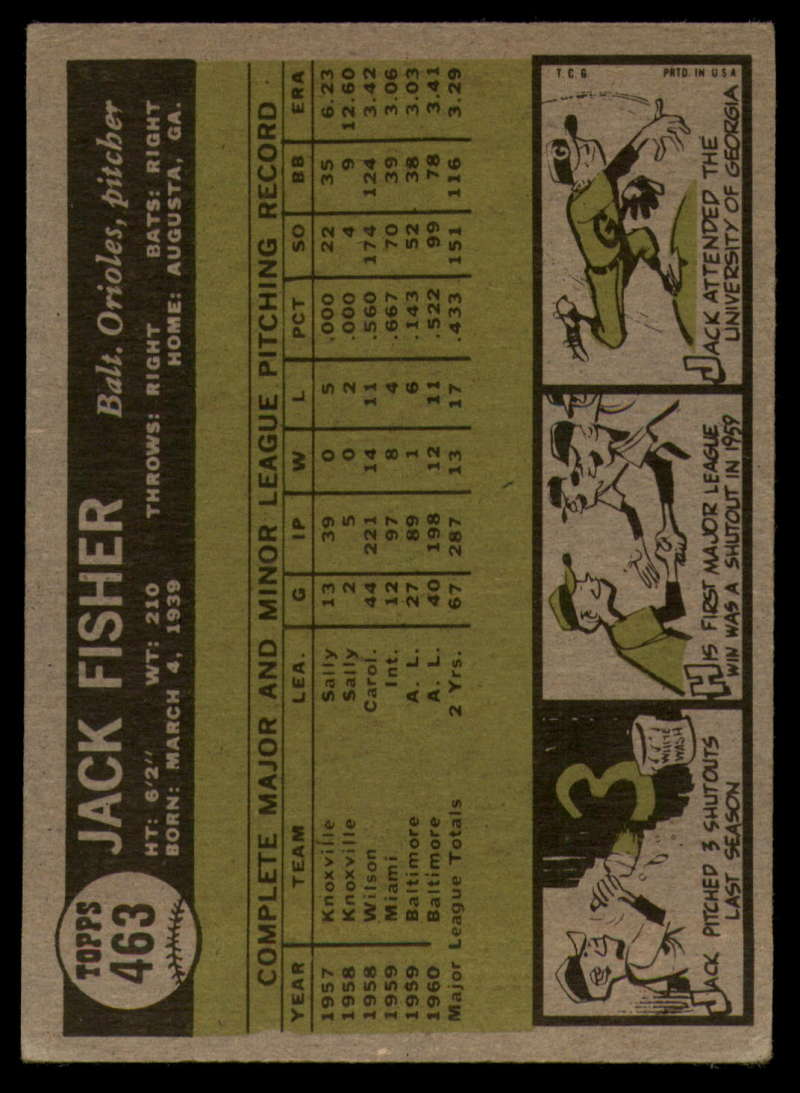 TOPPS
463
JACK FISHER
Balt. Orioles, pitcher
HT: 6'2" WT: 210 THROWS: RIGHT BATS: RIGHT
BORN: MARCH 4, 1939 HOME: AUGUSTA, GA.
COMPLETE MAJOR AND MINOR LEAGUE PITCHING RECORD
YEAR TEAM LEA. G IP W L PCT SO BB ERA
1957 Knoxville Sally 13 39 0 5 .000 22 35 6.23
1958 Knoxville Sally 2 5 0 2 .000 4 9 12.60
1958 Wilson Carol. 44 221 14 11 .560 174 124 3.42
1959 Miami Int. 12 97 8 4 .667 70 39 3.06
1959 Baltimore A. L. 27 89 1 6 .143 52 38 3.03
1960 Baltimore A. L. 40 198 12 11 .522 99 78 3.41
Major League Totals 2 Yrs. 67 287 13 17 .433 151 116 3.29
3
WHITE
WASH
JACK PITCHED 3 SHUTOUTS
LAST SEASON
HIS FIRST MAJOR LEAGUE
WIN WAS A SHUTOUT IN 1959
T.C.G. PRTD. IN U S A
G
G
JACK ATTENDED THE
UNIVERSITY OF GEORGIA